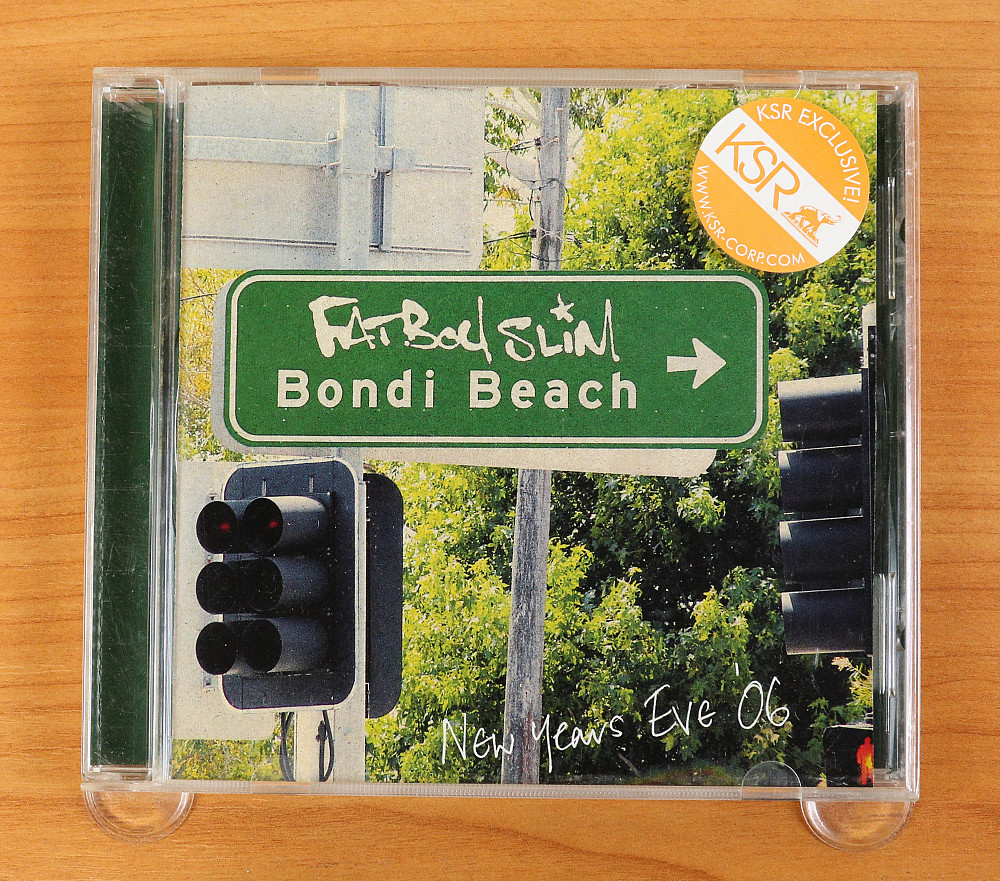 KSR EXCLUSIVE!
KSR
WWW.KSR-CORP.COM
FATBOY SLIM
Bondi Beach
New Years Eve '06